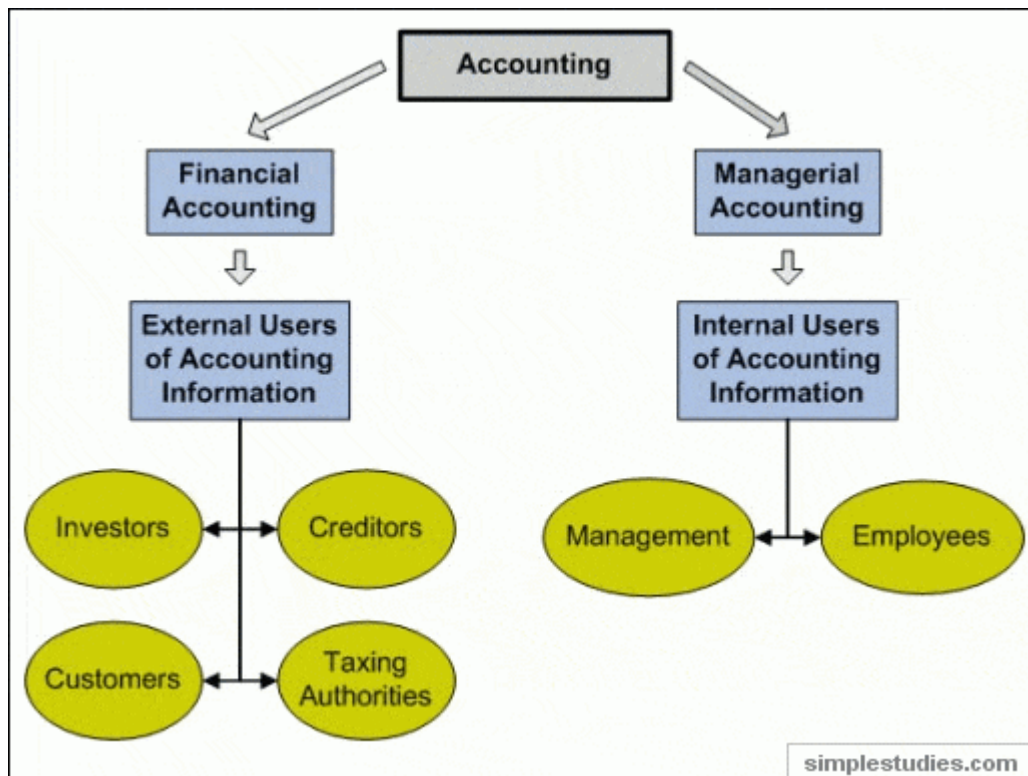 Accounting
Financial
Accounting
Managerial
Accounting
External Users
of Accounting
Information
Internal Users
of Accounting
Information
Investors
Creditors
Management
Employees
Customers
Taxing
Authorities
simplestudies.com